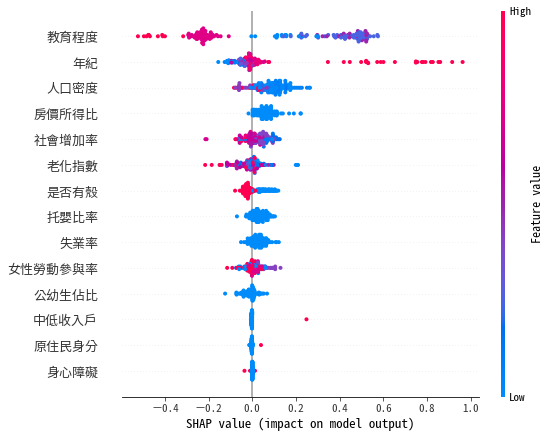 High
教育程度
年紀
人口密度
房價所得比
社會增加率
老化指數
是否有殼
托嬰比率
失業率
女性勞動參與率
公幼生佔比
中低收入戶
原住民身分
身心障礙
Feature value
Low
−0.4 −0.2 0.0 0.2 0.4 0.6 0.8 1.0
SHAP value (impact on model output)